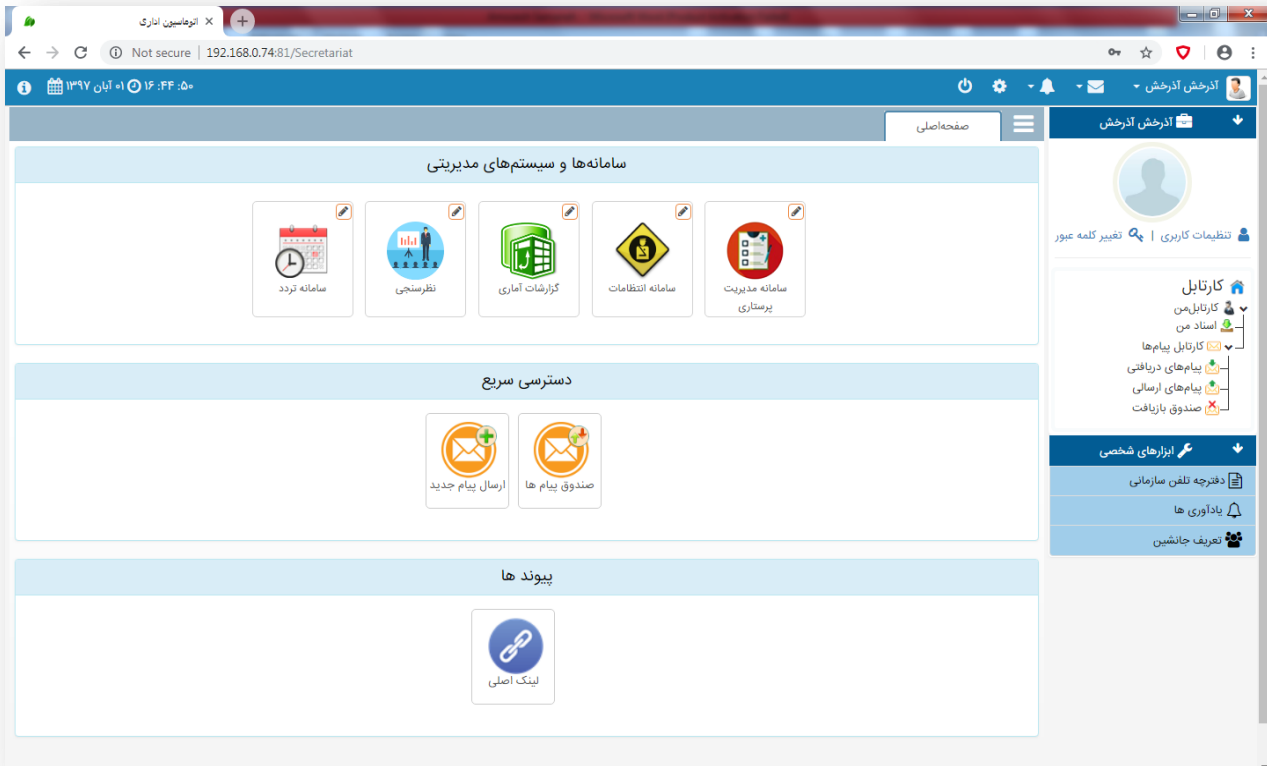 اتوماسیون اداری
Not secure | 192.168.0.74:81/Secretariat
آذرخش آذرخش
۰۱ آبان ۱۳۹۷ ۱۶ :۴۴ :۵۰
آذرخش آذرخش
تنظیمات کاربری | تغییر کلمه عبور
کارتابل
کارتابل‌من
اسناد من
کارتابل پیام‌ها
پیام‌های دریافتی
پیام‌های ارسالی
صندوق بازیافت
ابزارهای شخصی
دفترچه تلفن سازمانی
یادآوری ها
تعریف جانشین
صفحه‌اصلی
سامانه‌ها و سیستم‌های مدیریتی
سامانه مدیریت
پرستاری
سامانه انتظامات
گزارشات آماری
نظرسنجی
سامانه تردد
دسترسی سریع
صندوق پیام ها
ارسال پیام جدید
پیوند ها
لینک اصلی